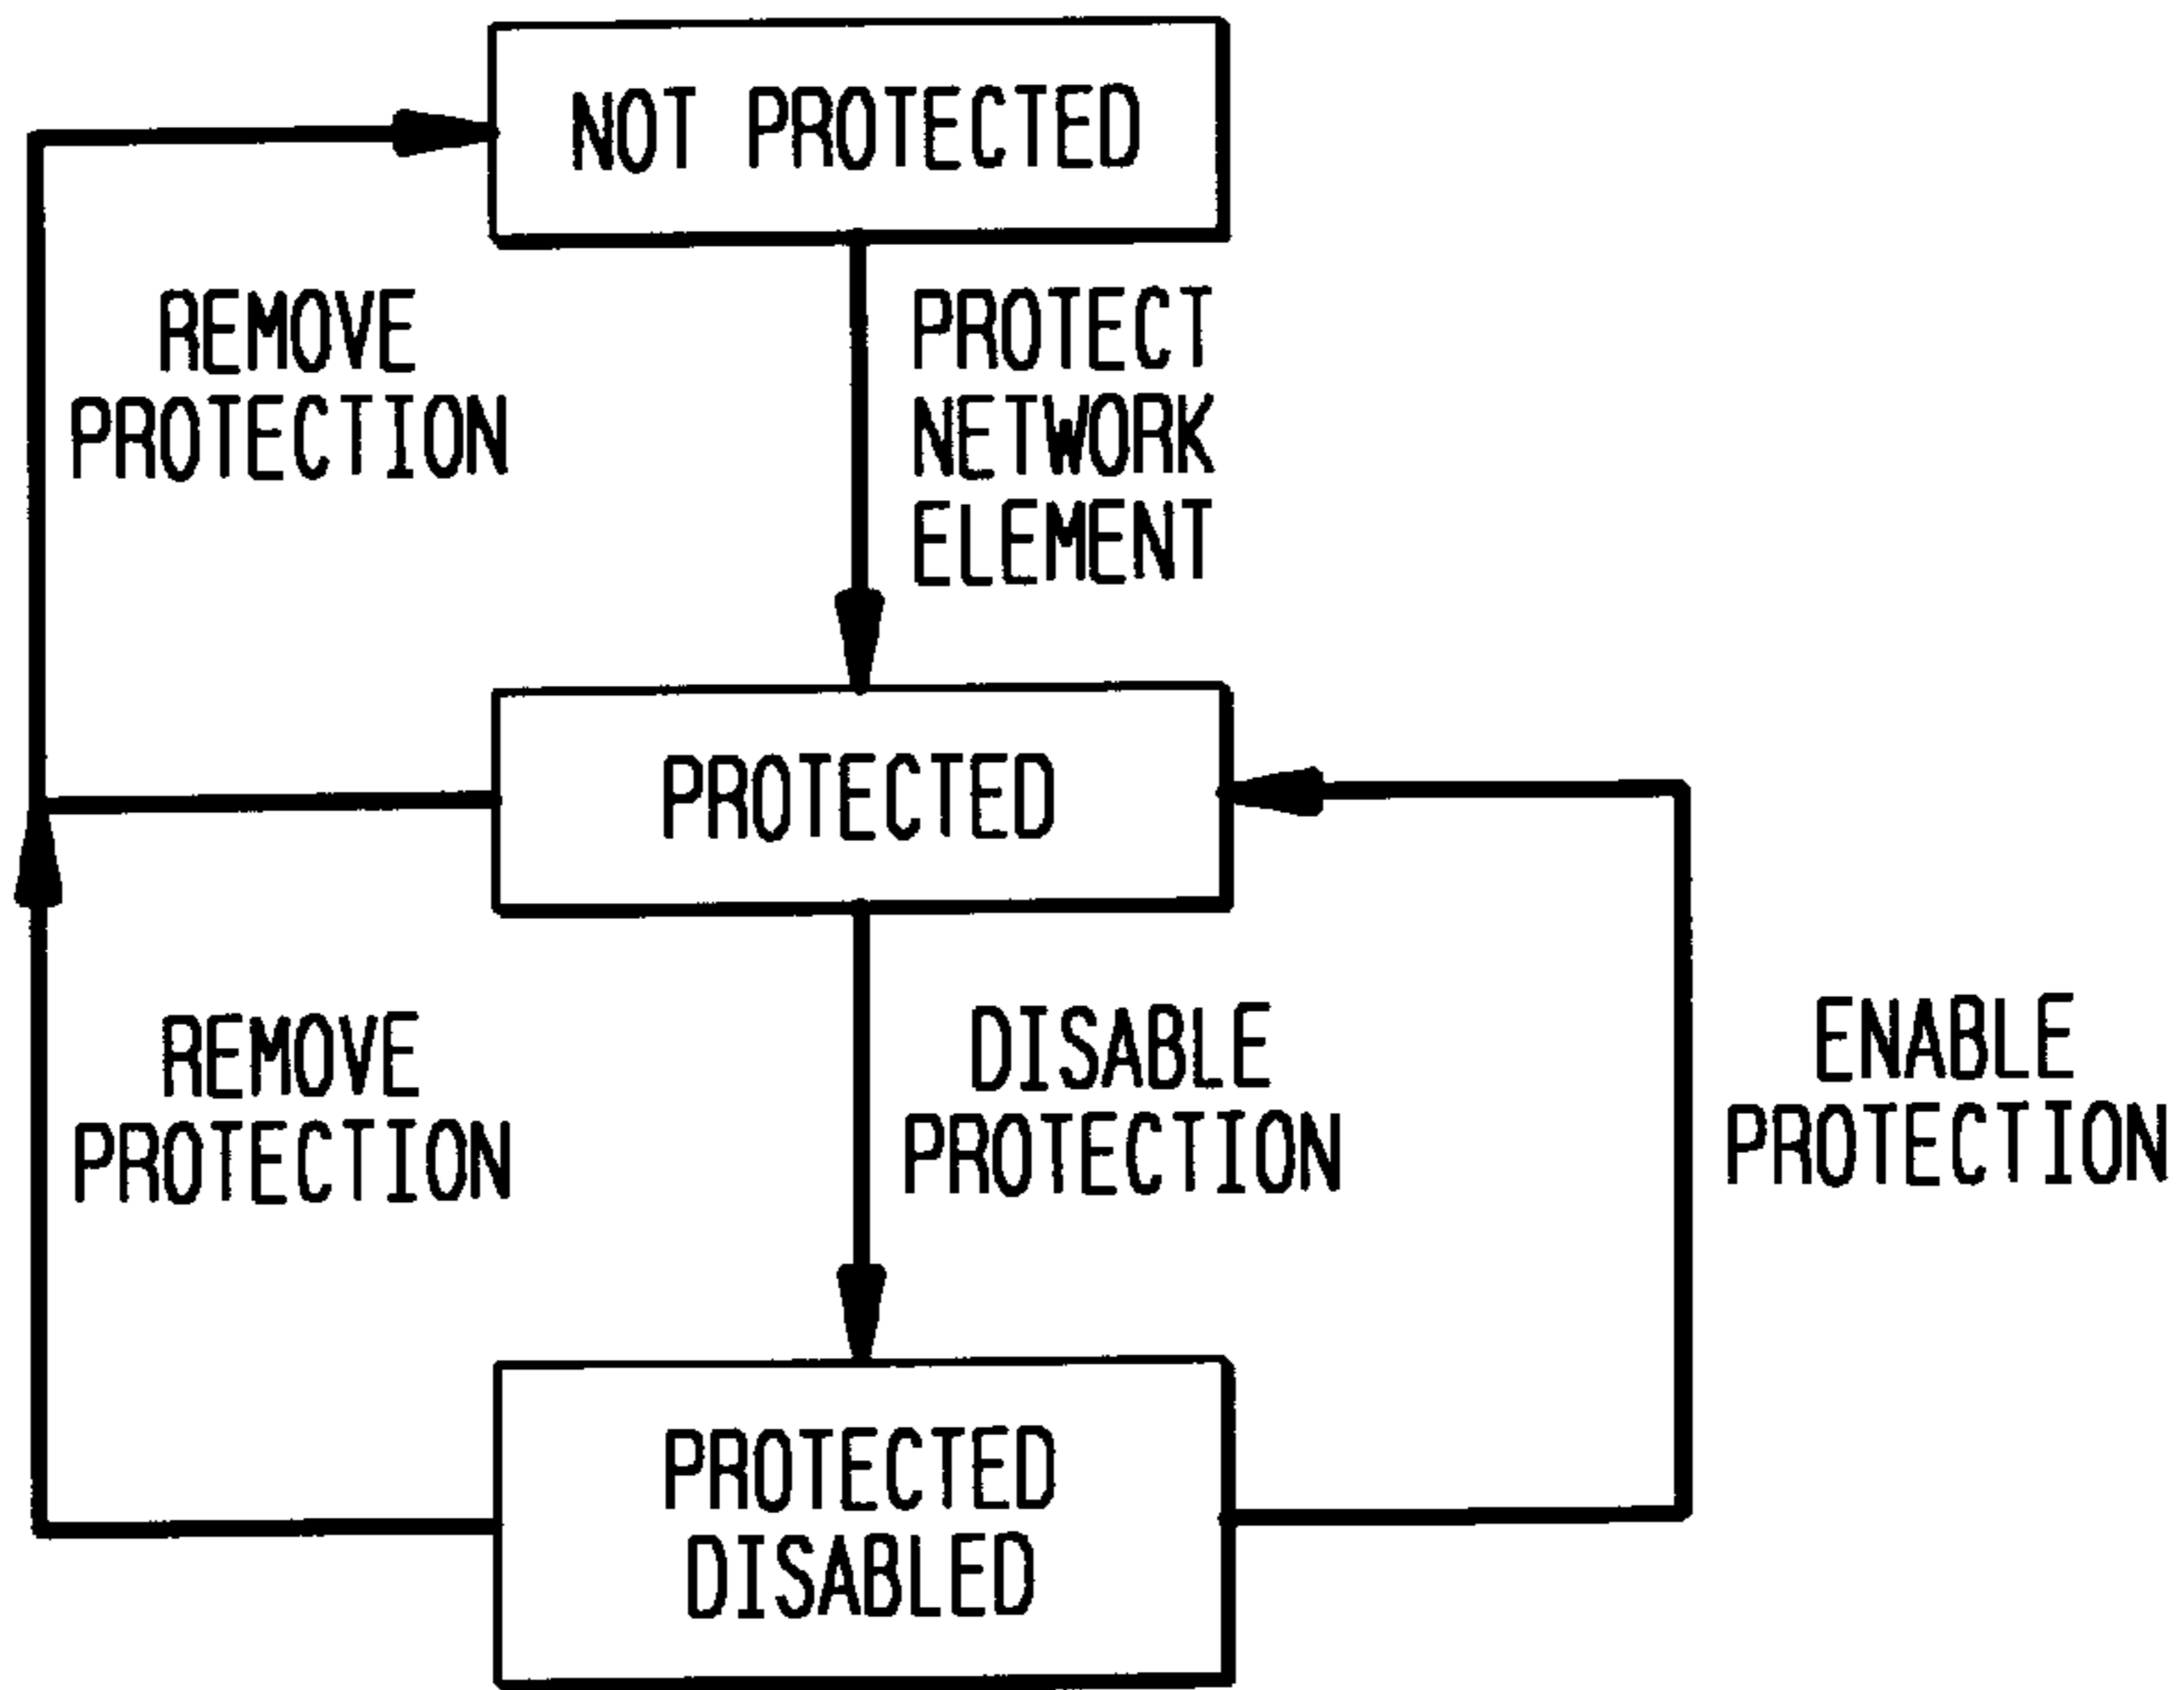 NOT PROTECTED
REMOVE
PROTECTION
PROTECT
NETWORK
ELEMENT
PROTECTED
REMOVE
PROTECTION
DISABLE
PROTECTION
ENABLE
PROTECTION
PROTECTED
DISABLED